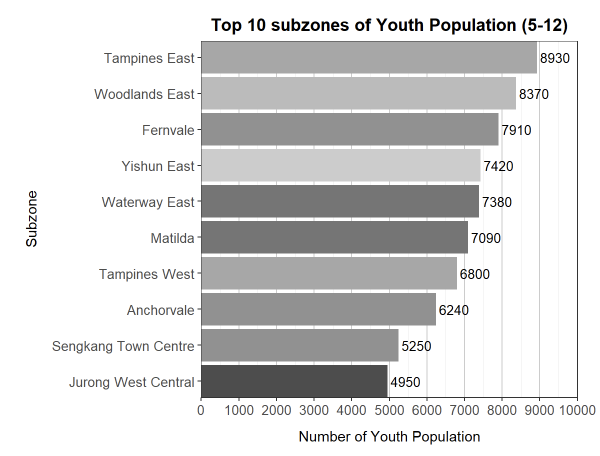 Top 10 subzones of Youth Population (5-12)
Subzone
Tampines East 8930
Woodlands East 8370
Fernvale 7910
Yishun East 7420
Waterway East 7380
Matilda 7090
Tampines West 6800
Anchorvale 6240
Sengkang Town Centre 5250
Jurong West Central 4950
0 1000 2000 3000 4000 5000 6000 7000 8000 9000 10000
Number of Youth Population